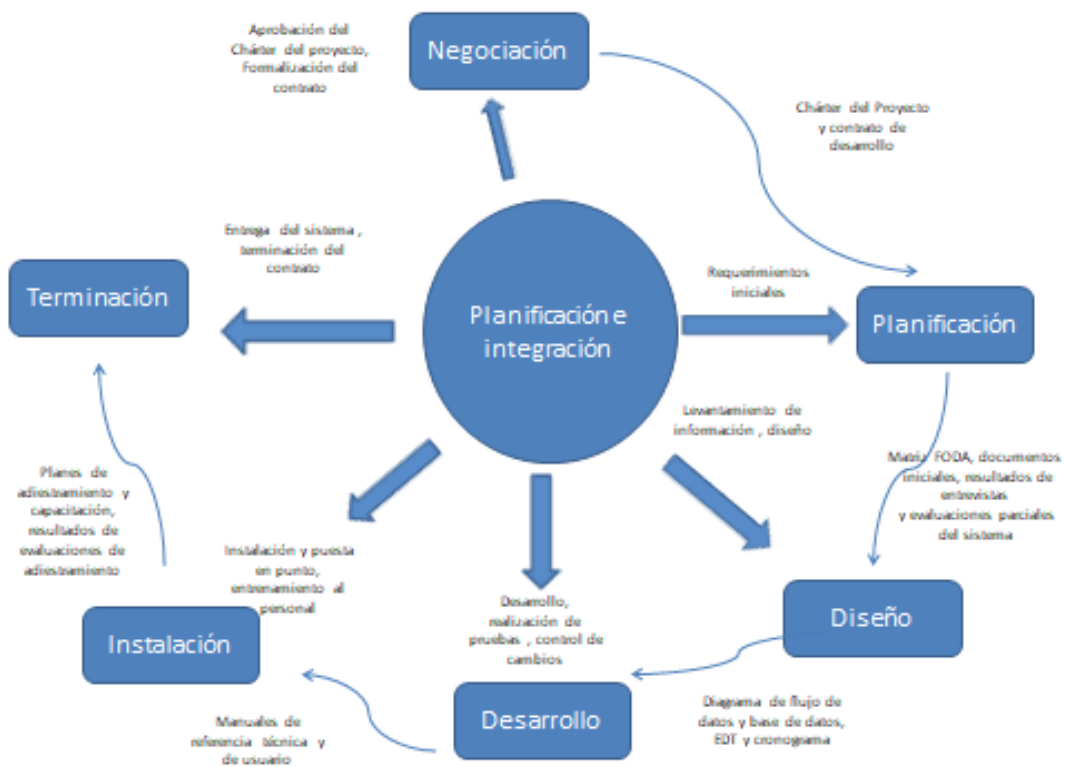 Aprobación del
Chárter del proyecto,
Formalización del
contrato
Negociación
Chárter del Proyecto
y contrato de
desarrollo
Entrega del sistema ,
terminación del
contrato
Terminación
Planificación e
integración
Requerimientos
iniciales
Planificación
Levantamiento de
información , diseño
Matriz FODA, documentos
iniciales, resultados de
entrevistas
y evaluaciones parciales
del sistema
Planes de
adiestramiento y
capacitación,
resultados de
evaluaciones de
adiestramiento
Instalación y puesta
en punto,
entrenamiento al
personal
Desarrollo,
realización de
pruebas , control de
cambios
Diseño
Instalación
Desarrollo
Diagrama de flujo de
datos y base de datos,
EDT y cronograma
Manuales de
referencia técnica y
de usuario